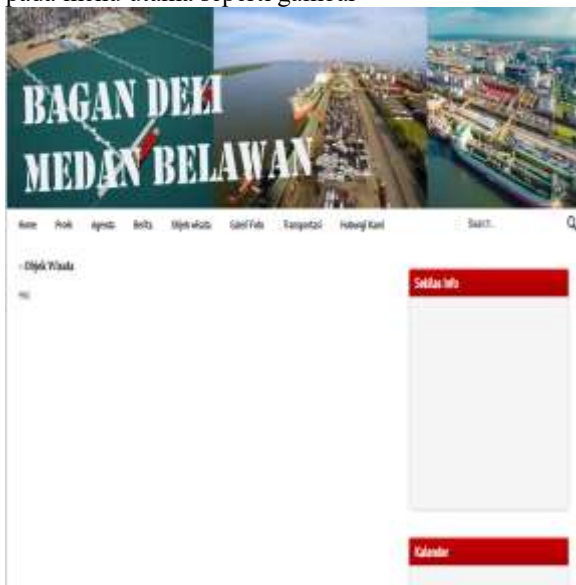 pada menu utama seperti gambar
BAGAN DELI
MEDAN BELAWAN
Home Profil Agenda Berita Objek wisata Galeri Foto Transportasi Hubungi Kami Search..
- Objek Wisata
Sekilas Info
Kalender